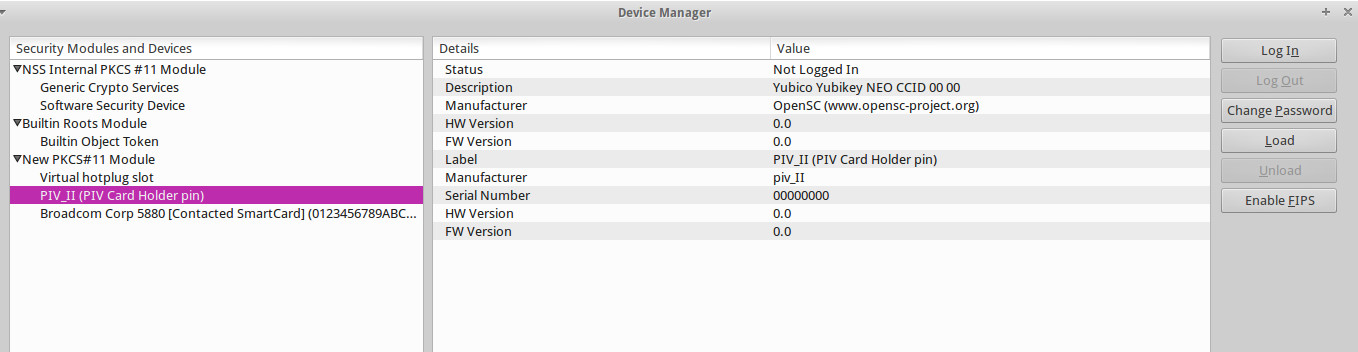 Device Manager
Security Modules and Devices
NSS Internal PKCS #11 Module
Generic Crypto Services
Software Security Device
Builtin Roots Module
Builtin Object Token
New PKCS#11 Module
Virtual hotplug slot
PIV_II (PIV Card Holder pin)
Broadcom Corp 5880 [Contacted SmartCard] (0123456789ABC...
Details Value
Status Not Logged In
Description Yubico Yubikey NEO CCID 00 00
Manufacturer OpenSC (www.opensc-project.org)
HW Version 0.0
FW Version 0.0
Label PIV_II (PIV Card Holder pin)
Manufacturer piv_II
Serial Number 00000000
HW Version 0.0
FW Version 0.0
Log In
Log Out
Change Password
Load
Unload
Enable FIPS